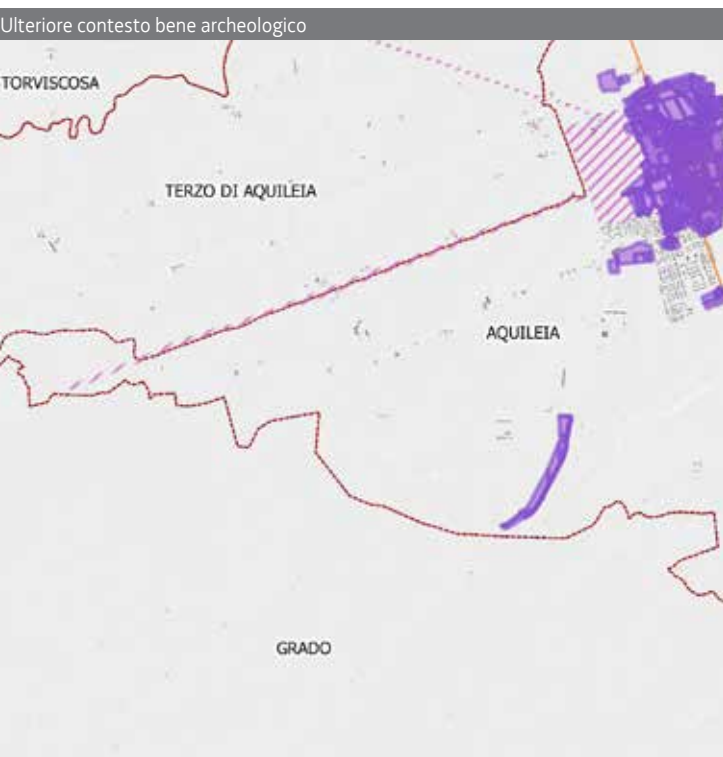 Ulteriore contesto bene archeologico
TORVISCOSA
TERZO DI AQUILEIA
AQUILEIA
GRADO